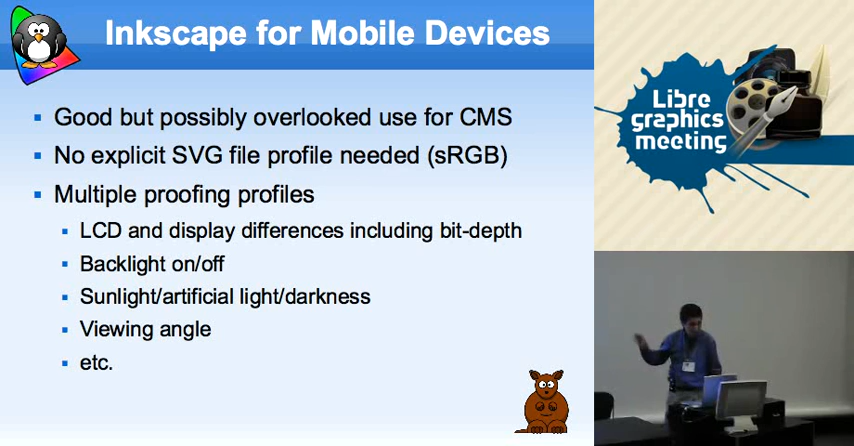 Inkscape for Mobile Devices
Good but possibly overlooked use for CMS
No explicit SVG file profile needed (sRGB)
Multiple proofing profiles
LCD and display differences including bit-depth
Backlight on/off
Sunlight/artificial light/darkness
Viewing angle
etc.
Libre
graphics
meeting